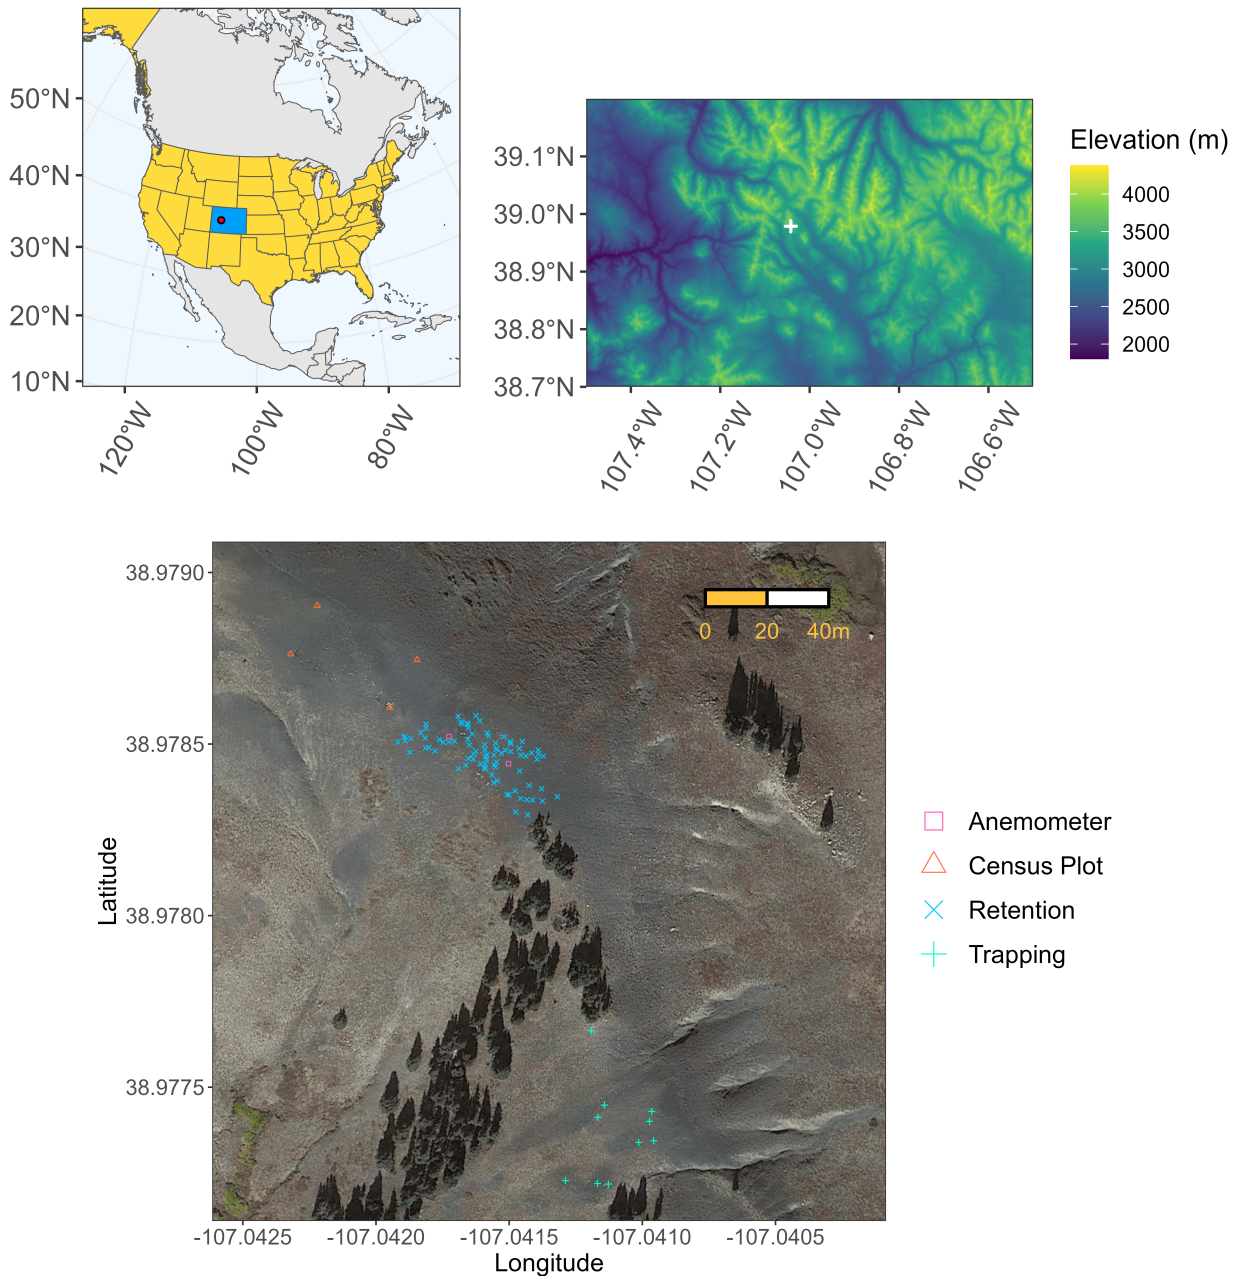 50°N
40°N
30°N
20°N
10°N
120°W
100°W
80°W
39.1°N
39.0°N
38.9°N
38.8°N
38.7°N
107.4°W
107.2°W
107.0°W
106.8°W
106.6°W
Elevation (m)
4000
3500
3000
2500
2000
38.9790
38.9785
38.9780
38.9775
Latitude
0 20 40m
-107.0425 -107.0420 -107.0415 -107.0410 -107.0405
Longitude
Anemometer
Census Plot
Retention
Trapping